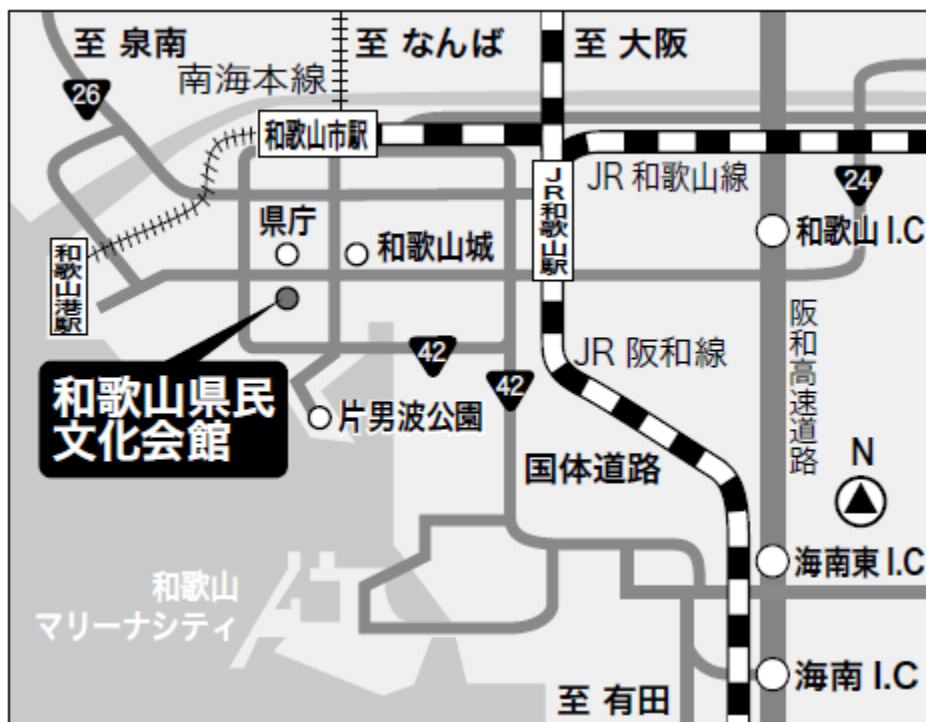 至 泉南
至 なんば
至 大阪
南海本線
26
和歌山市駅
JR 和歌山線
24
JR和歌山駅
県庁
和歌山城
和歌山 I.C
和歌山港駅
阪和高速道路
42
JR 阪和線
42
和歌山県民
文化会館
片男波公園
国体道路
N
海南東 I.C
和歌山
マリーナシティ
海南 I.C
至 有田